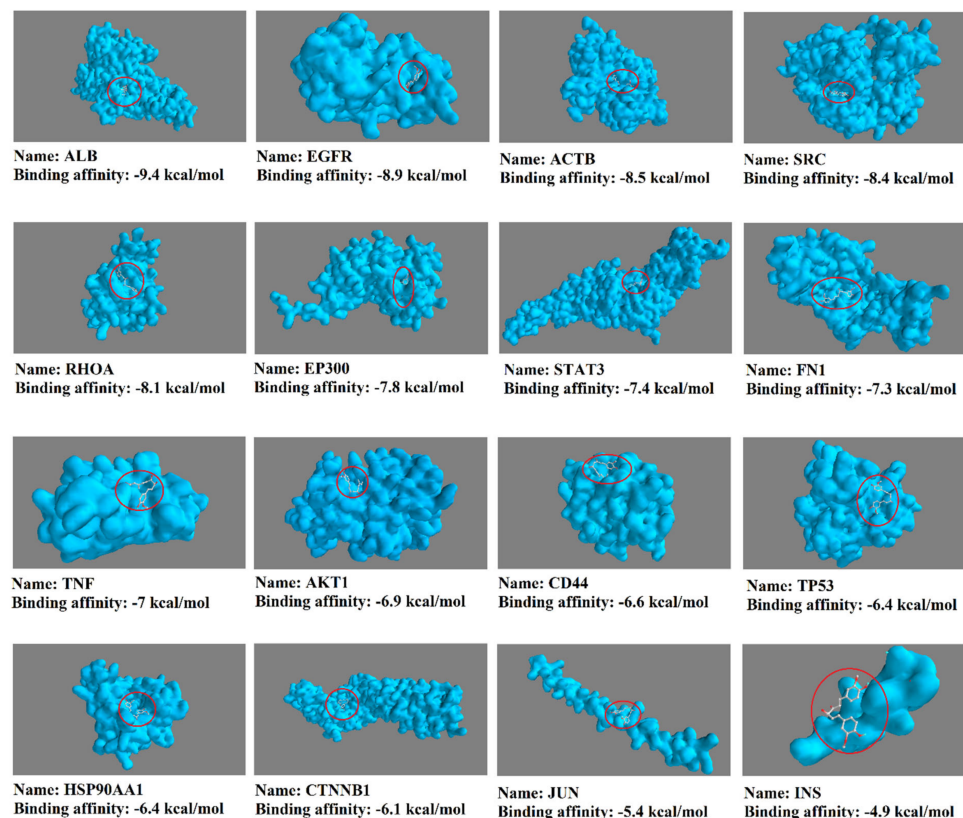 Name: ALB
Binding affinity: -9.4 kcal/mol
Name: EGFR
Binding affinity: -8.9 kcal/mol
Name: ACTB
Binding affinity: -8.5 kcal/mol
Name: SRC
Binding affinity: -8.4 kcal/mol
Name: RHOA
Binding affinity: -8.1 kcal/mol
Name: EP300
Binding affinity: -7.8 kcal/mol
Name: STAT3
Binding affinity: -7.4 kcal/mol
Name: FN1
Binding affinity: -7.3 kcal/mol
Name: TNF
Binding affinity: -7 kcal/mol
Name: AKT1
Binding affinity: -6.9 kcal/mol
Name: CD44
Binding affinity: -6.6 kcal/mol
Name: TP53
Binding affinity: -6.4 kcal/mol
Name: HSP90AA1
Binding affinity: -6.4 kcal/mol
Name: CTNNB1
Binding affinity: -6.1 kcal/mol
Name: JUN
Binding affinity: -5.4 kcal/mol
Name: INS
Binding affinity: -4.9 kcal/mol